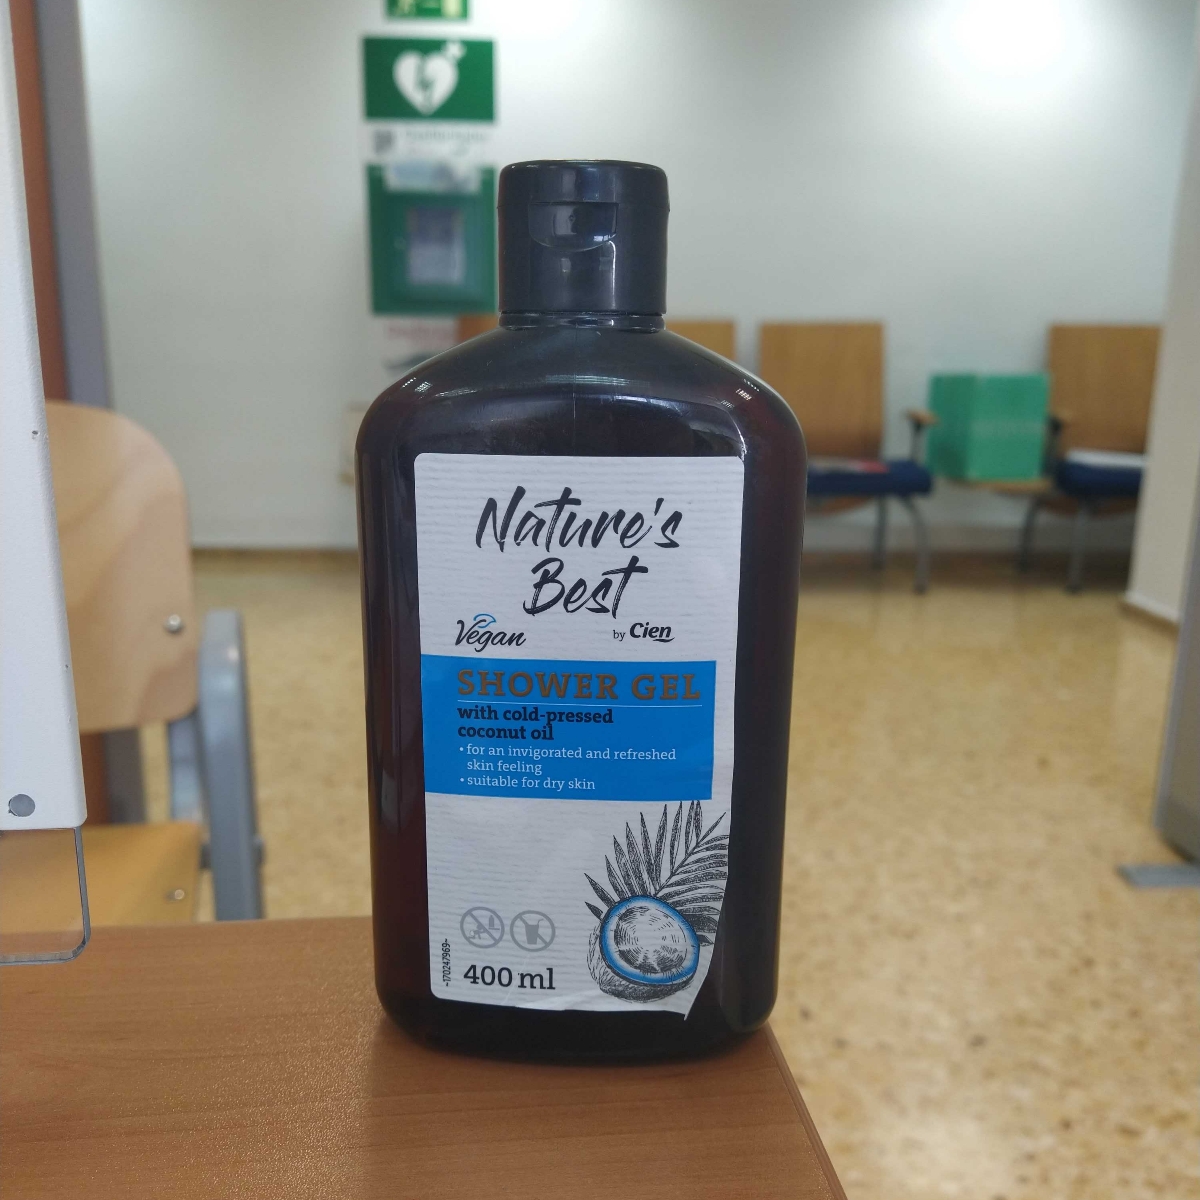 Nature's
Best
Vegan
by Cien
SHOWER GEL
with cold-pressed
coconut oil
• for an invigorated and refreshed
skin feeling
• suitable for dry skin
-170247969-
400 ml